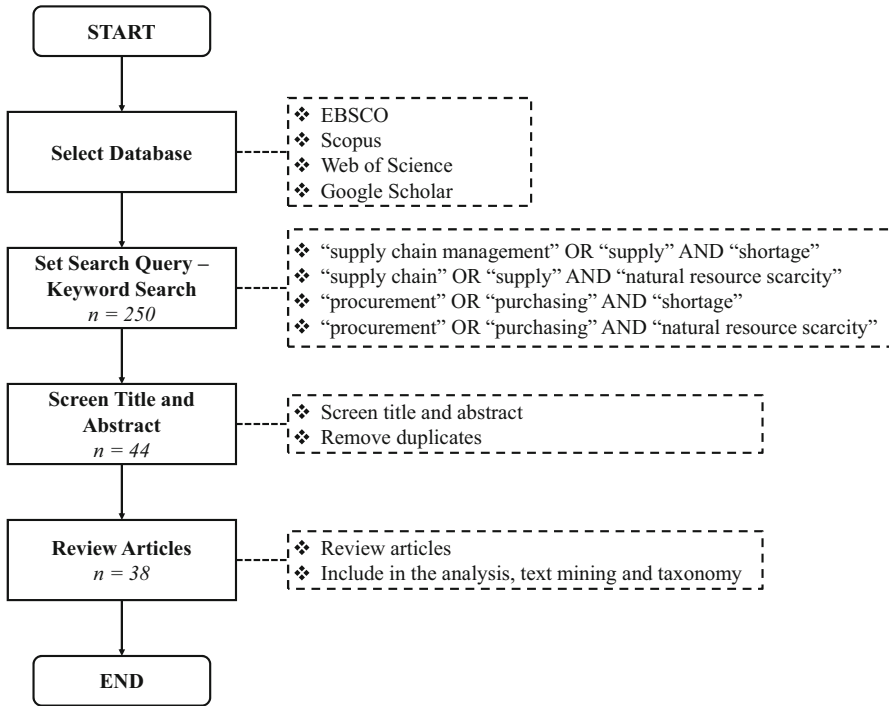 START
Select Database
❖ EBSCO
❖ Scopus
❖ Web of Science
❖ Google Scholar
Set Search Query –
Keyword Search
n = 250
❖ “supply chain management” OR “supply” AND “shortage”
❖ “supply chain” OR “supply” AND “natural resource scarcity”
❖ “procurement” OR “purchasing” AND “shortage”
❖ “procurement” OR “purchasing” AND “natural resource scarcity”
Screen Title and
Abstract
n = 44
❖ Screen title and abstract
❖ Remove duplicates
Review Articles
n = 38
❖ Review articles
❖ Include in the analysis, text mining and taxonomy
END